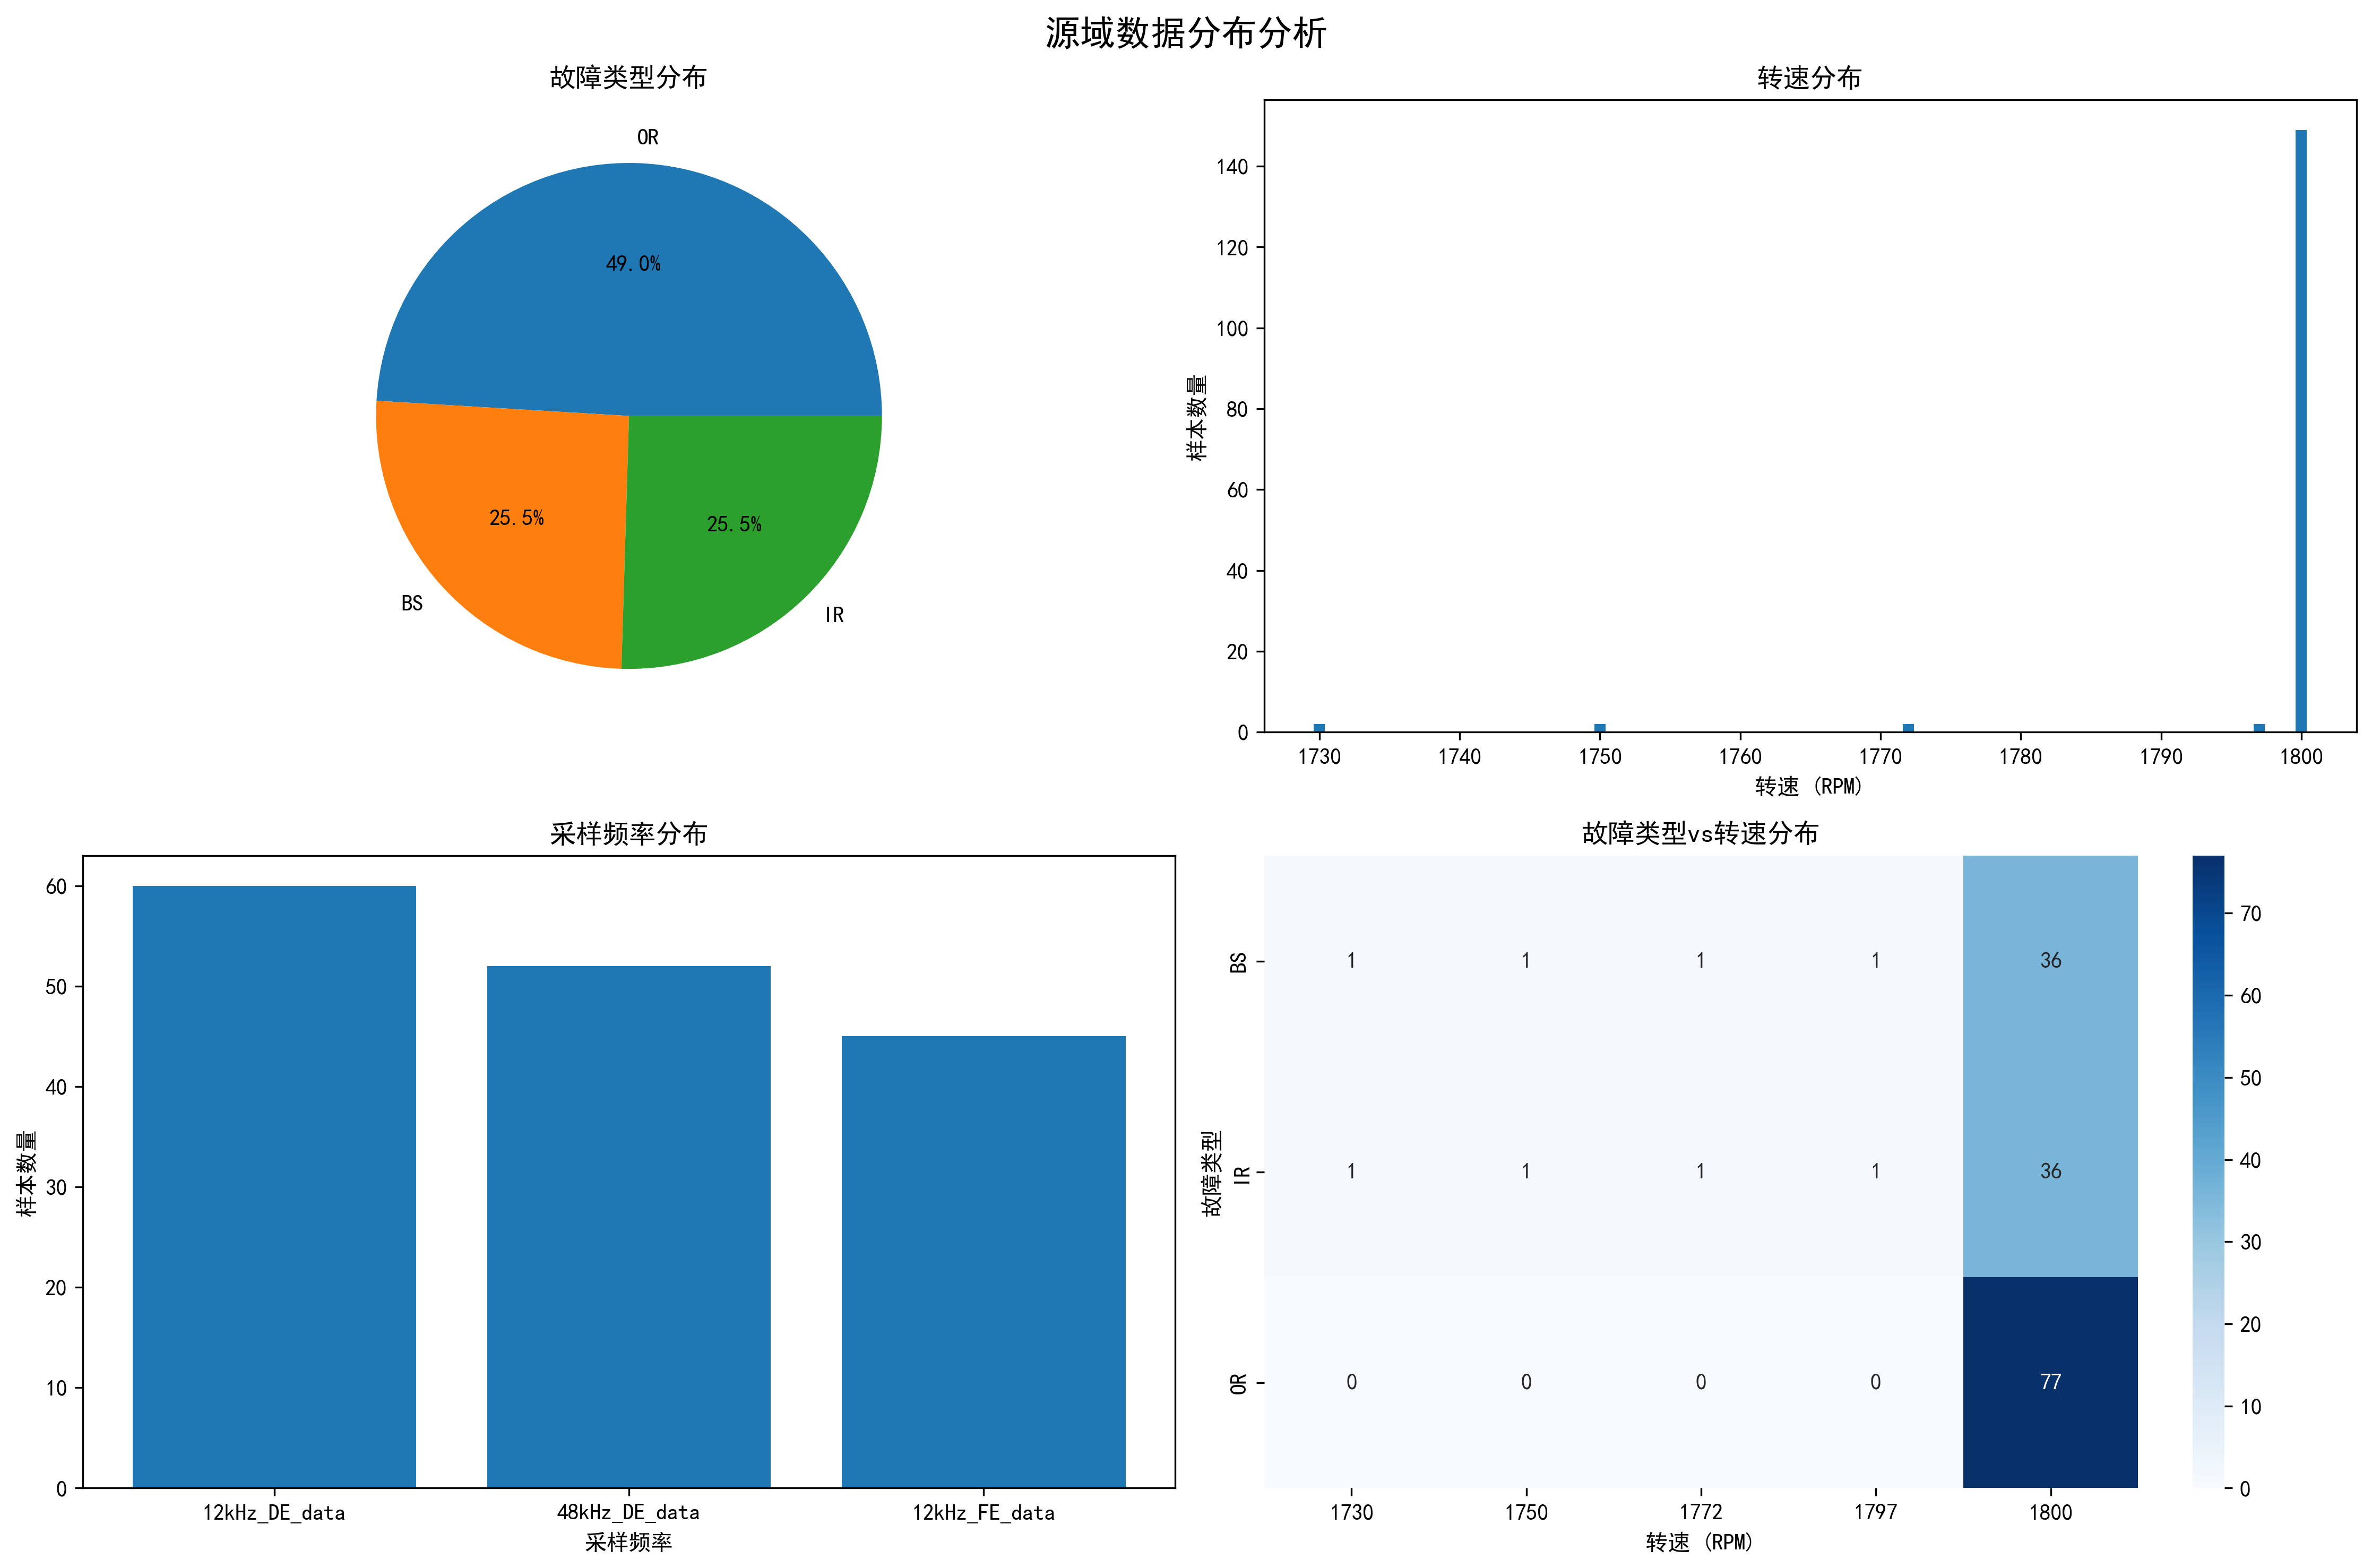 源域数据分布分析
故障类型分布
OR
49.0%
25.5%
25.5%
BS
IR
转速分布
样本数量
140
120
100
80
60
40
20
0
1730 1740 1750 1760 1770 1780 1790 1800
转速 (RPM)
采样频率分布
样本数量
60
50
40
30
20
10
0
12kHz_DE_data 48kHz_DE_data 12kHz_FE_data
采样频率
故障类型vs转速分布
故障类型
BS 1 1 1 1 36
IR 1 1 1 1 36
OR 0 0 0 0 77
1730 1750 1772 1797 1800
转速 (RPM)
70
60
50
40
30
20
10
0